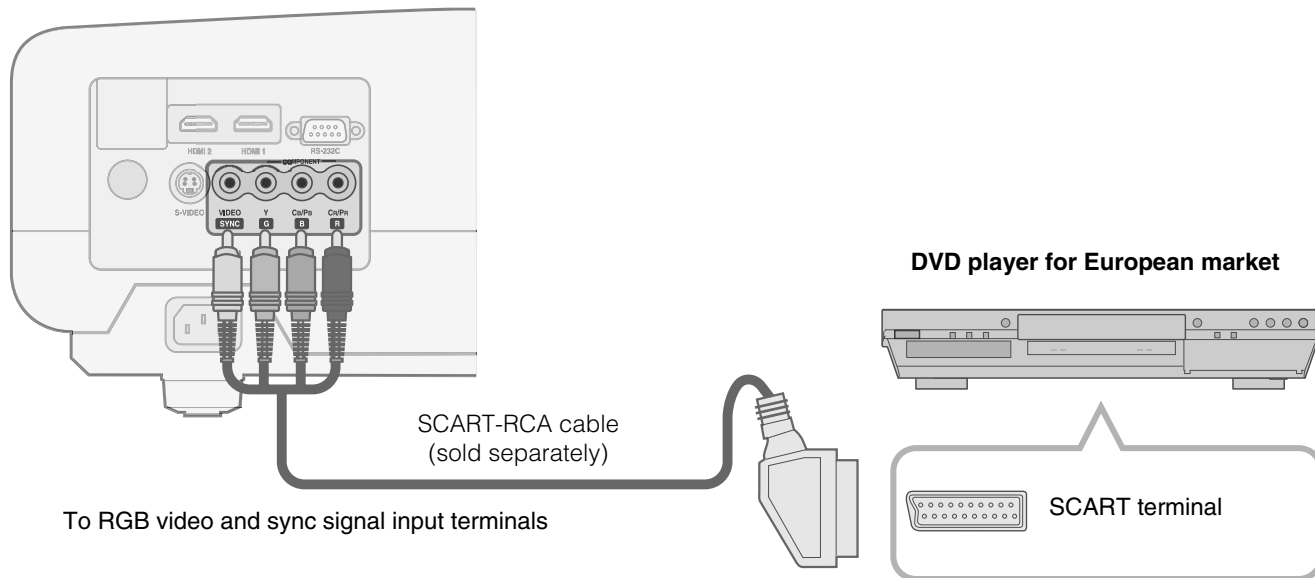 HDMI 2 HDMI 1 RS-232C
COMPONENT
S-VIDEO VIDEO Y CB/PB CR/PR
SYNC G B R
DVD player for European market
SCART-RCA cable
(sold separately)
SCART terminal
To RGB video and sync signal input terminals